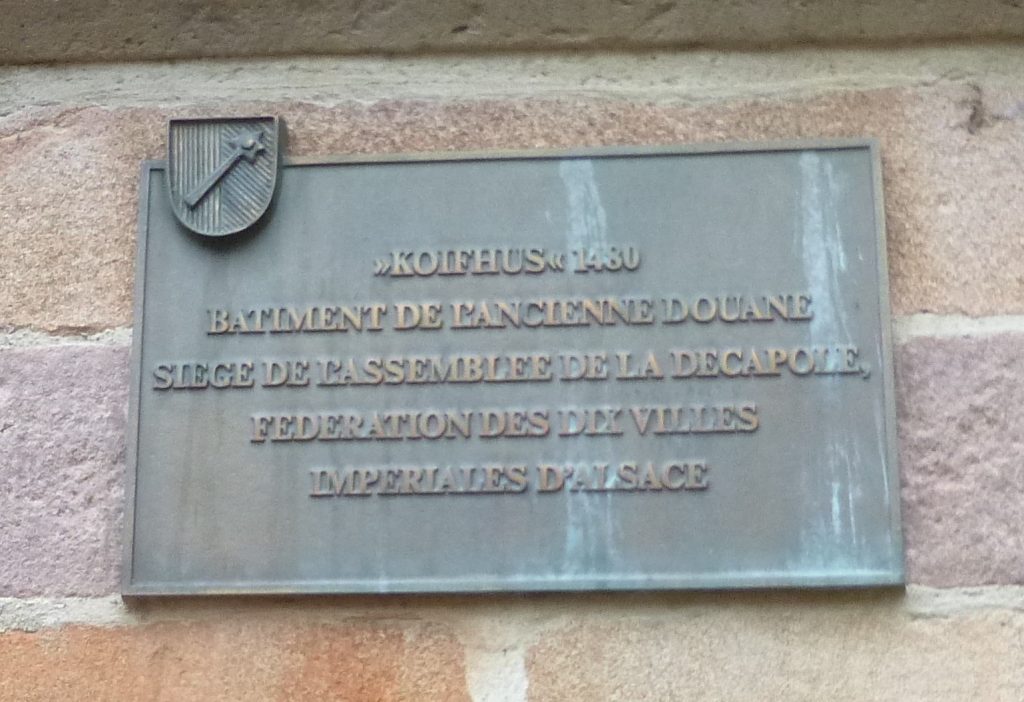 »KOIFHUS« 1480
BATIMENT DE L'ANCIENNE DOUANE
SIEGE DE L'ASSEMBLEE DE LA DECAPOLE,
FEDERATION DES DIX VILLES
IMPERIALES D'ALSACE